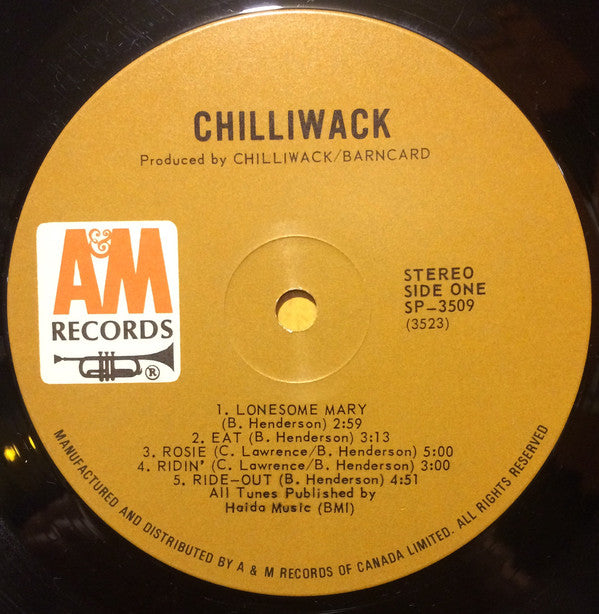 CHILLIWACK
Produced by CHILLIWACK/BARNCARD
A&M
RECORDS
®
STEREO
SIDE ONE
SP-3509
(3523)
1. LONESOME MARY
(B. Henderson) 2:59
2. EAT (B. Henderson) 3:13
3. ROSIE (C. Lawrence/B. Henderson) 5:00
4. RIDIN' (C. Lawrence/B. Henderson) 3:00
5. RIDE-OUT (B. Henderson) 4:51
All Tunes Published by
Haida Music (BMI)
MANUFACTURED AND DISTRIBUTED BY A & M RECORDS OF CANADA LIMITED. ALL RIGHTS RESERVED